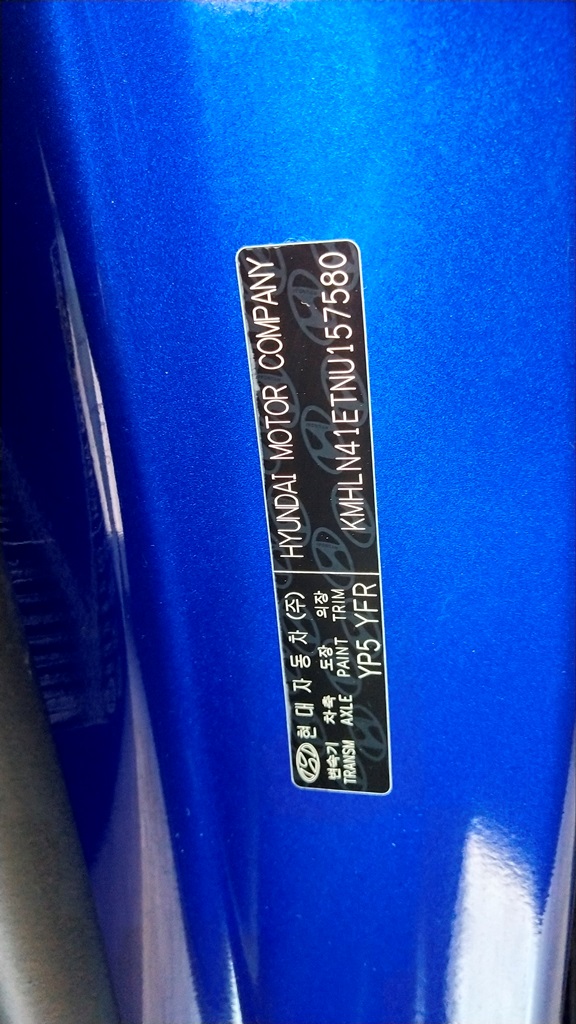 현대자동차(주)
HYUNDAI MOTOR COMPANY
변속기 차축 도장 의장
TRANSM AXLE PAINT TRIM
KMHLN41ETNU157580
YP5 YFR